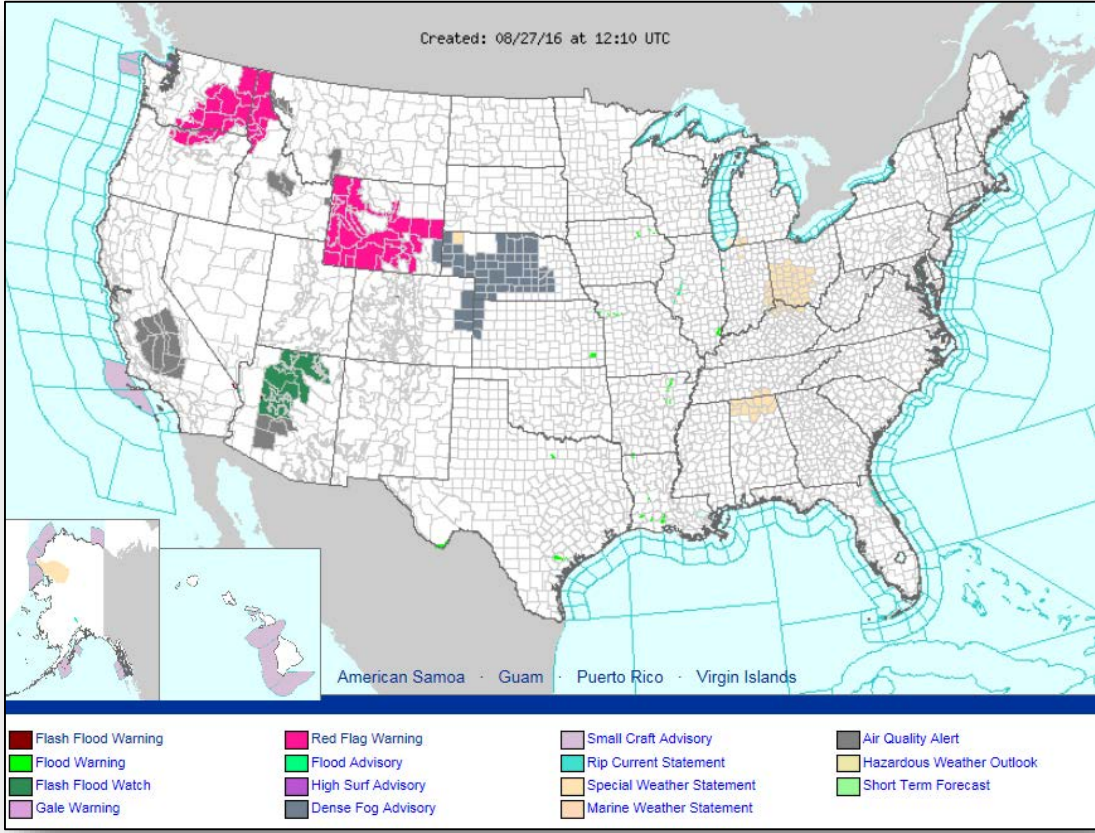 Created: 08/27/16 at 12:10 UTC
American Samoa · Guam · Puerto Rico · Virgin Islands
Flash Flood Warning
Flood Warning
Flash Flood Watch
Gale Warning
Red Flag Warning
Flood Advisory
High Surf Advisory
Dense Fog Advisory
Small Craft Advisory
Rip Current Statement
Special Weather Statement
Marine Weather Statement
Air Quality Alert
Hazardous Weather Outlook
Short Term Forecast